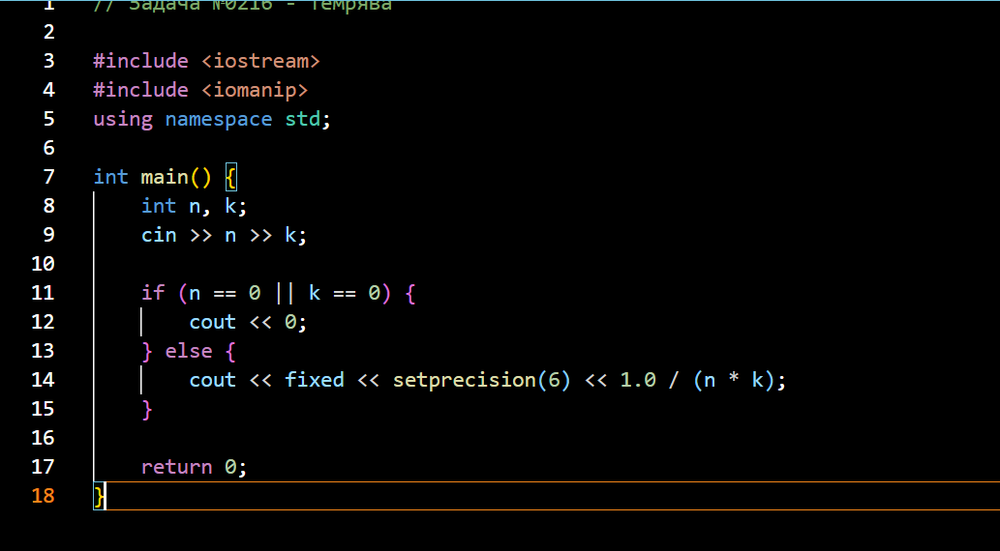 1 // Задача №0216 - Темрява
2
3 #include <iostream>
4 #include <iomanip>
5 using namespace std;
6
7 int main() {
8 int n, k;
9 cin >> n >> k;
10
11 if (n == 0 || k == 0) {
12 cout << 0;
13 } else {
14 cout << fixed << setprecision(6) << 1.0 / (n * k);
15 }
16
17 return 0;
18 }